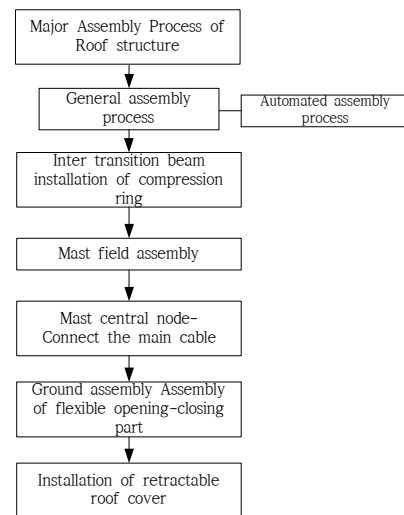 Major Assembly Process of
Roof structure
General assembly
process
Automated assembly
process
Inter transition beam
installation of compression
ring
Mast field assembly
Mast central node-
Connect the main cable
Ground assembly Assembly
of flexible opening-closing
part
Installation of retractable
roof cover